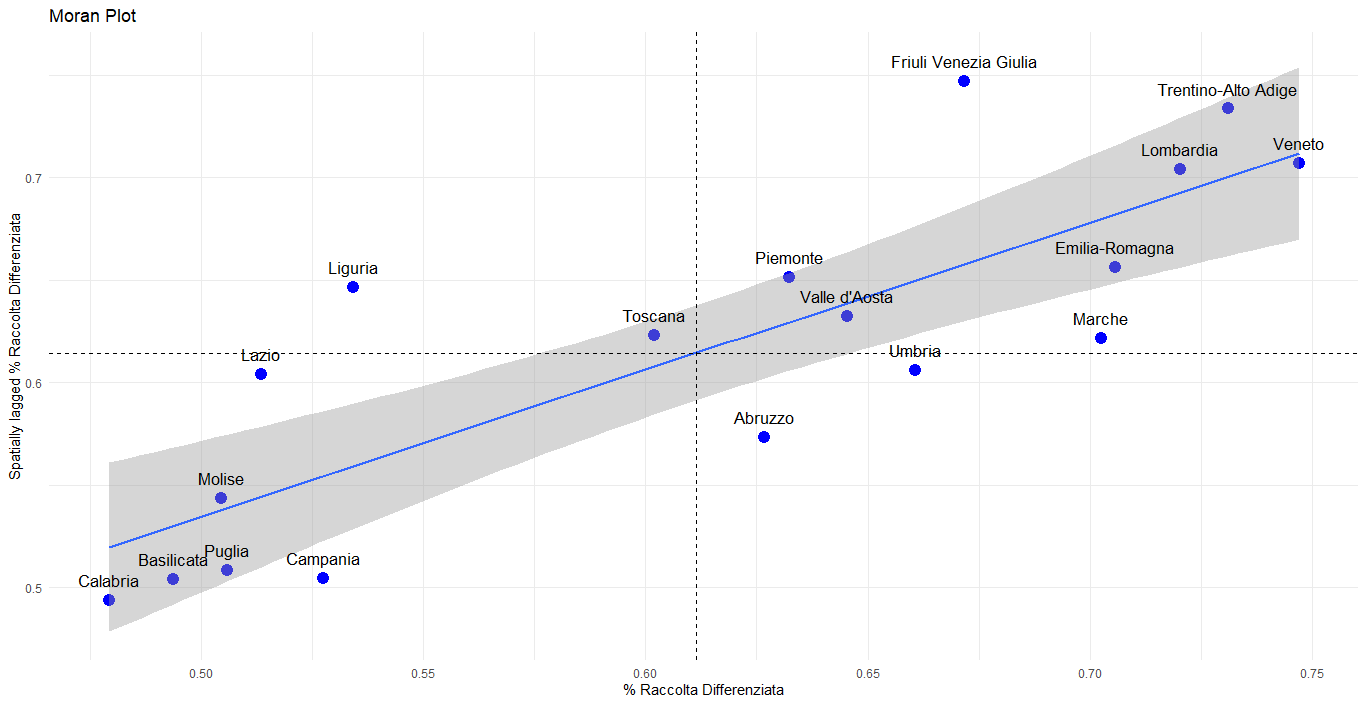 Moran Plot
Friuli Venezia Giulia
Trentino-Alto Adige
Veneto
Lombardia
Piemonte
Emilia-Romagna
Liguria
Valle d'Aosta
Toscana
Marche
Lazio
Umbria
Abruzzo
Molise
Puglia
Basilicata
Campania
Calabria
Spatially lagged % Raccolta Differenziata
0.7
0.6
0.5
0.50
0.55
0.60
0.65
0.70
0.75
% Raccolta Differenziata